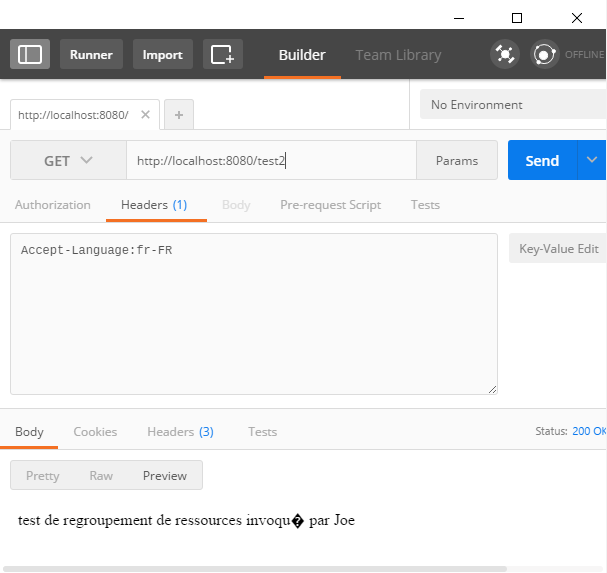 Runner
Import
Builder
Team Library
OFFLINE
http://localhost:8080/
No Environment
GET
http://localhost:8080/test2
Params
Send
Authorization
Headers (1)
Body
Pre-request Script
Tests
Accept-Language:fr-FR
Key-Value Edit
Body
Cookies
Headers (3)
Tests
Status: 200 OK
Pretty
Raw
Preview
test de regroupement de ressources invoqu� par Joe